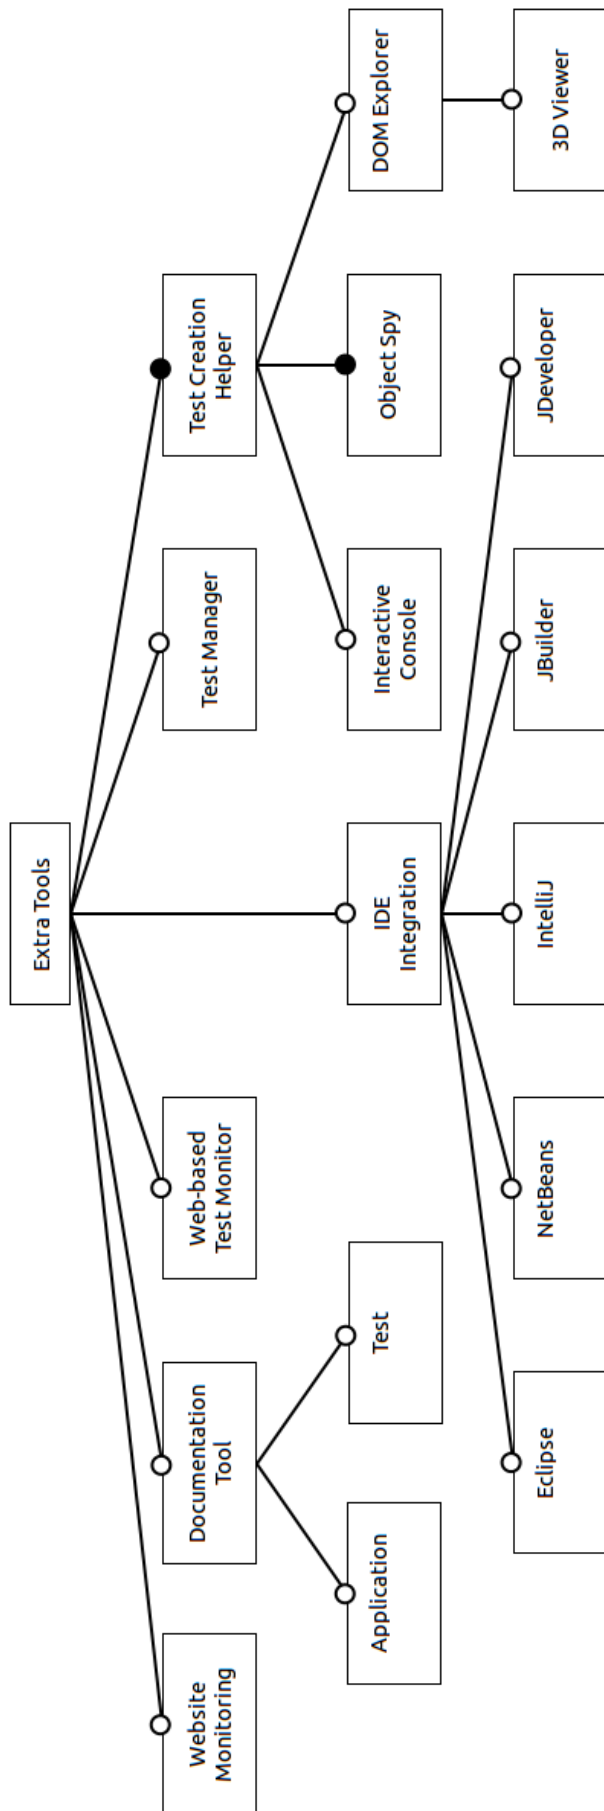 Extra Tools
Website
Monitoring
Documentation
Tool
Web-based
Test Monitor
Test Manager
Test Creation
Helper
Application
Test
IDE
Integration
Interactive
Console
Object Spy
DOM Explorer
Eclipse
NetBeans
IntelliJ
JBuilder
JDeveloper
3D Viewer